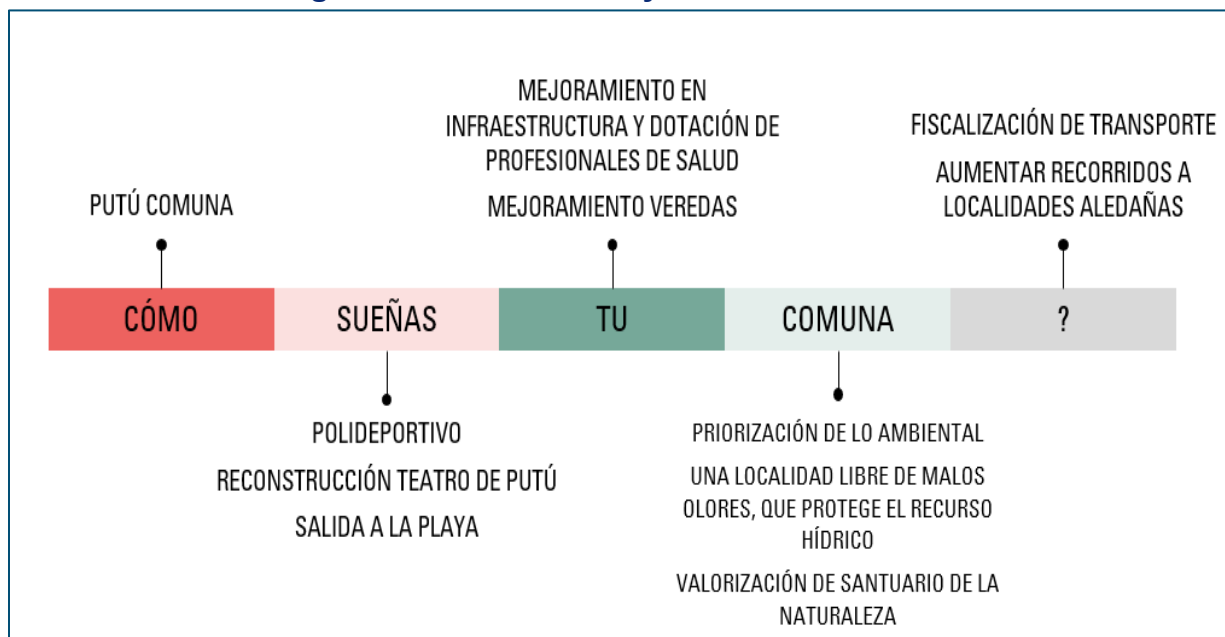 PUTÚ COMUNA
MEJORAMIENTO EN
INFRAESTRUCTURA Y DOTACIÓN DE
PROFESIONALES DE SALUD
MEJORAMIENTO VEREDAS
FISCALIZACIÓN DE TRANSPORTE
AUMENTAR RECORRIDOS A
LOCALIDADES ALEDAÑAS
CÓMO SUEÑAS TU COMUNA ?
POLIDEPORTIVO
RECONSTRUCCIÓN TEATRO DE PUTÚ
SALIDA A LA PLAYA
PRIORIZACIÓN DE LO AMBIENTAL
UNA LOCALIDAD LIBRE DE MALOS
OLORES, QUE PROTEGE EL RECURSO
HÍDRICO
VALORIZACIÓN DE SANTUARIO DE LA
NATURALEZA